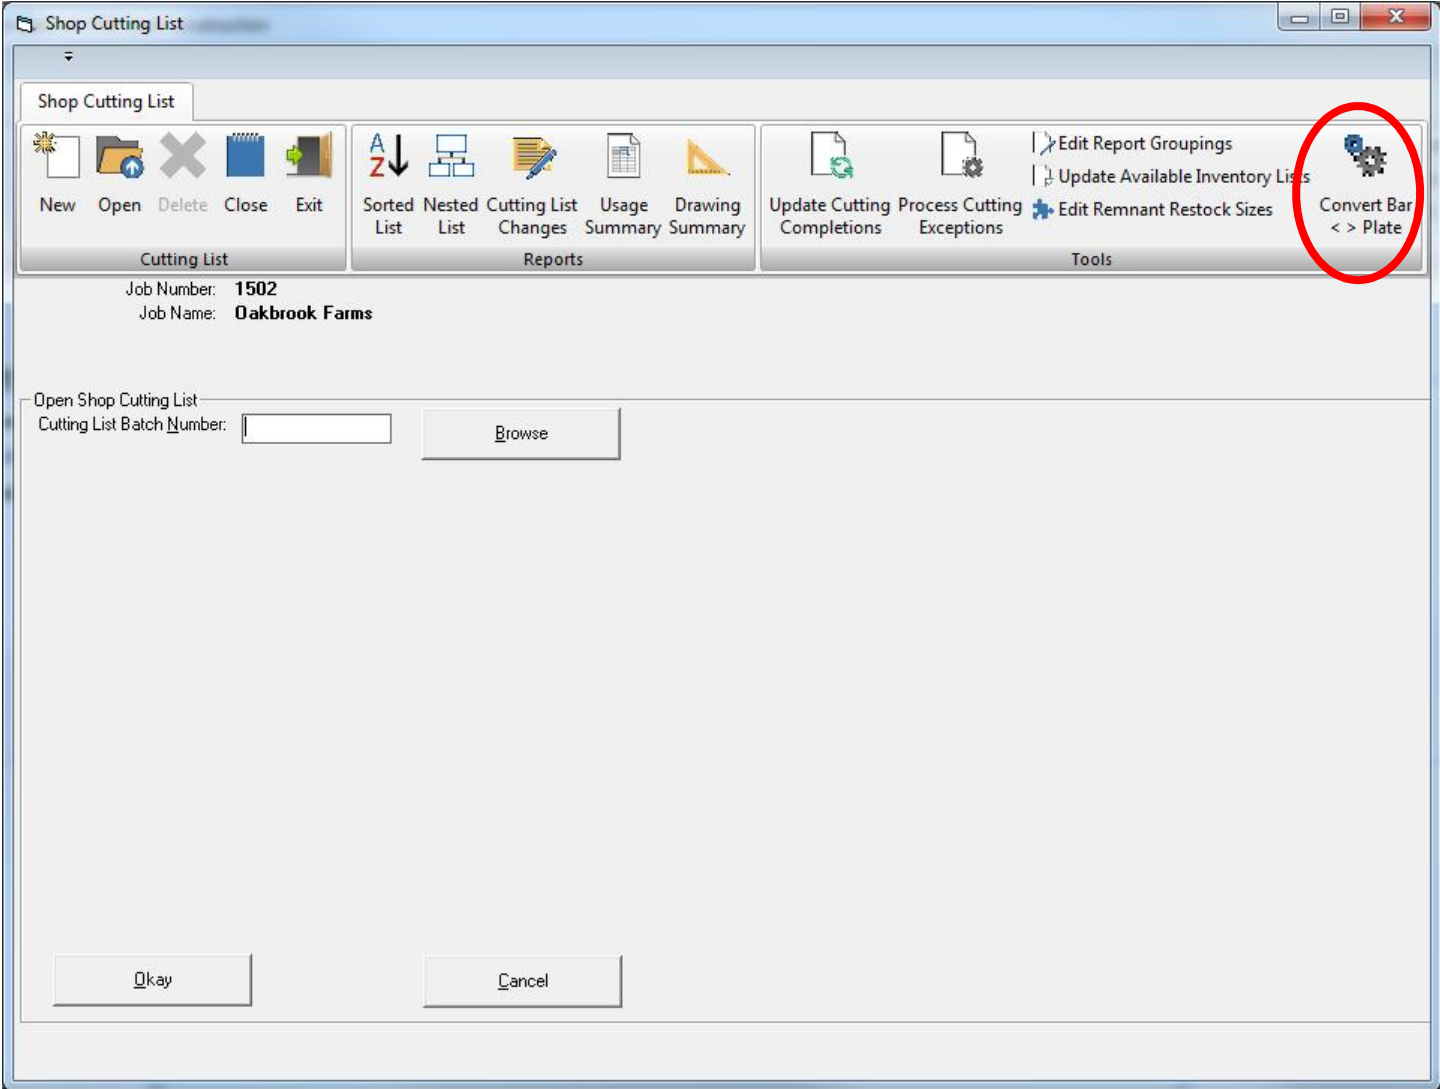 Shop Cutting List
Shop Cutting List
New Open Delete Close Exit
Cutting List
A
Z
Sorted List
Nested List
Cutting List Changes
Usage Summary
Drawing Summary
Reports
Update Cutting Completions
Process Cutting Exceptions
Edit Report Groupings
Update Available Inventory Lists
Edit Remnant Restock Sizes
Convert Bar
< > Plate
Tools
Job Number: 1502
Job Name: Oakbrook Farms
Open Shop Cutting List
Cutting List Batch Number:
Browse
Okay
Cancel